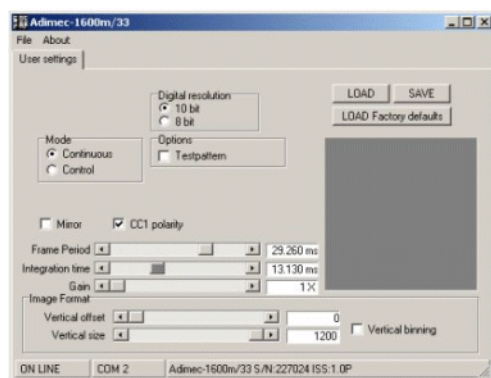 Adimec-1600m/33
File About
User settings
Digital resolution
10 bit
8 bit
LOAD SAVE
LOAD Factory defaults
Mode
Continuous
Control
Options
Testpattern
Mirror CC1 polarity
Frame Period 29.260 ms
Integration time 13.130 ms
Gain 1X
Image Format
Vertical offset 0
Vertical size 1200
Vertical binning
ON LINE COM 2 Adimec-1600m/33 S/N:227024 ISS:1.0P